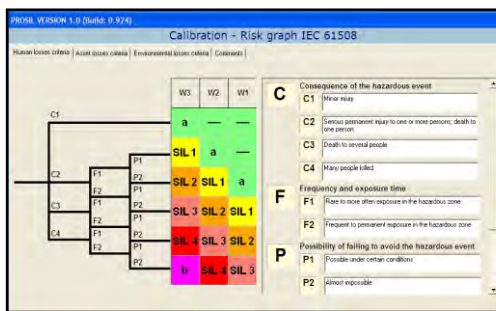 PROSIL VERSION 1.0 (Build: 0.924)
Calibration - Risk graph IEC 61508
Human losses criteria | Asset losses criteria | Environmental losses criteria | Comments
W3 W2 W1
C1
a — —
P1
SIL 1 a —
F1
C2 P2
SIL 2 SIL 1 a
F2 P1
C3 F1 P2
SIL 3 SIL 2 SIL 1
F2 P1
C4 F1 P2
SIL 4 SIL 3 SIL 2
F2 P1
P2
b SIL 4 SIL 3
C Consequence of the hazardous event
C1 Minor injury
C2 Serious permanent injury to one or more persons; death to
one person
C3 Death to several people
C4 Many people killed
F Frequency and exposure time
F1 Rare to more often exposure in the hazardous zone
F2 Frequent to permanent exposure in the hazardous zone
P Possibility of failing to avoid the hazardous event
P1 Possible under certain conditions
P2 Almost impossible